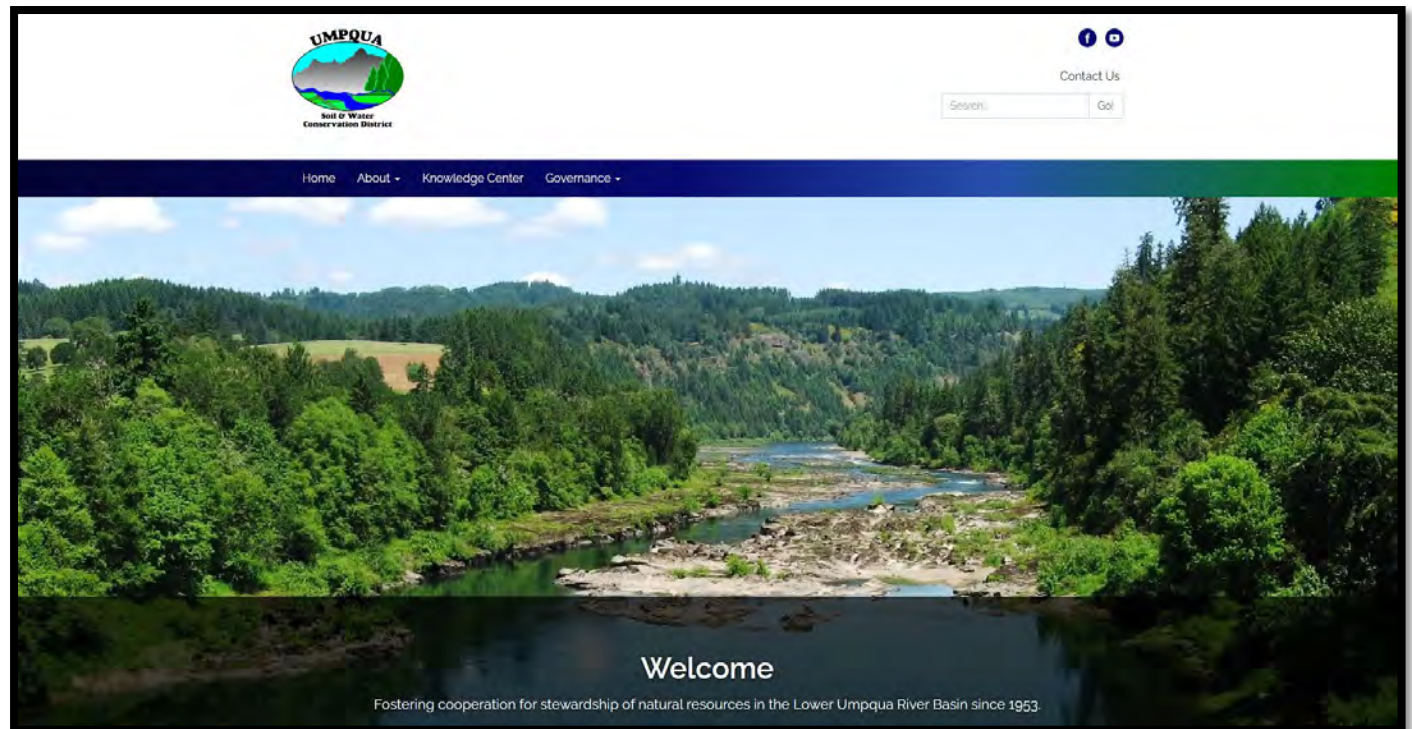 UMPQUA
Soil & Water
Conservation District
Contact Us
Search...
Go!
Home About Knowledge Center Governance
Welcome
Fostering cooperation for stewardship of natural resources in the Lower Umpqua River Basin since 1953.